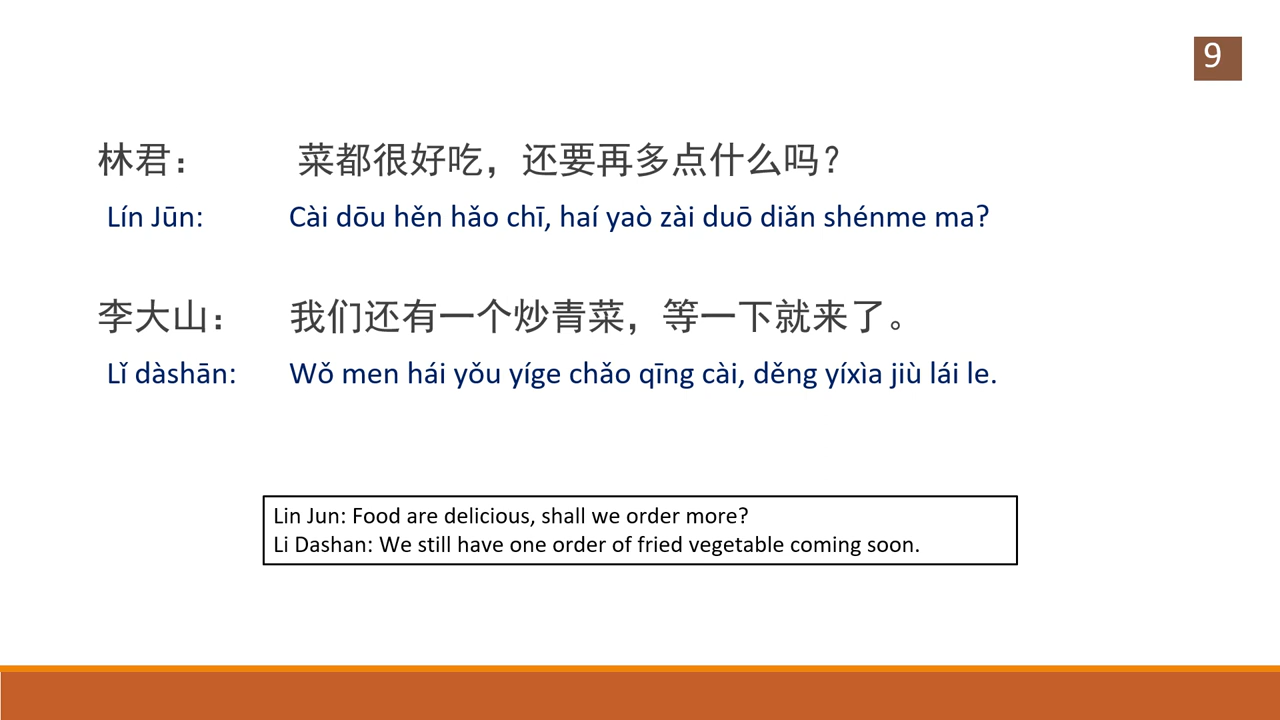 9
林君： 菜都很好吃，还要再多点什么吗？
Lín Jūn: Cài dōu hěn hǎo chī, haí yaò zài duō diǎn shénme ma?
李大山： 我们还有一个炒青菜，等一下就来了。
Lǐ dàshān: Wǒ men hái yǒu yíge chǎo qīng cài, děng yíxìa jiù lái le.
Lin Jun: Food are delicious, shall we order more?
Li Dashan: We still have one order of fried vegetable coming soon.